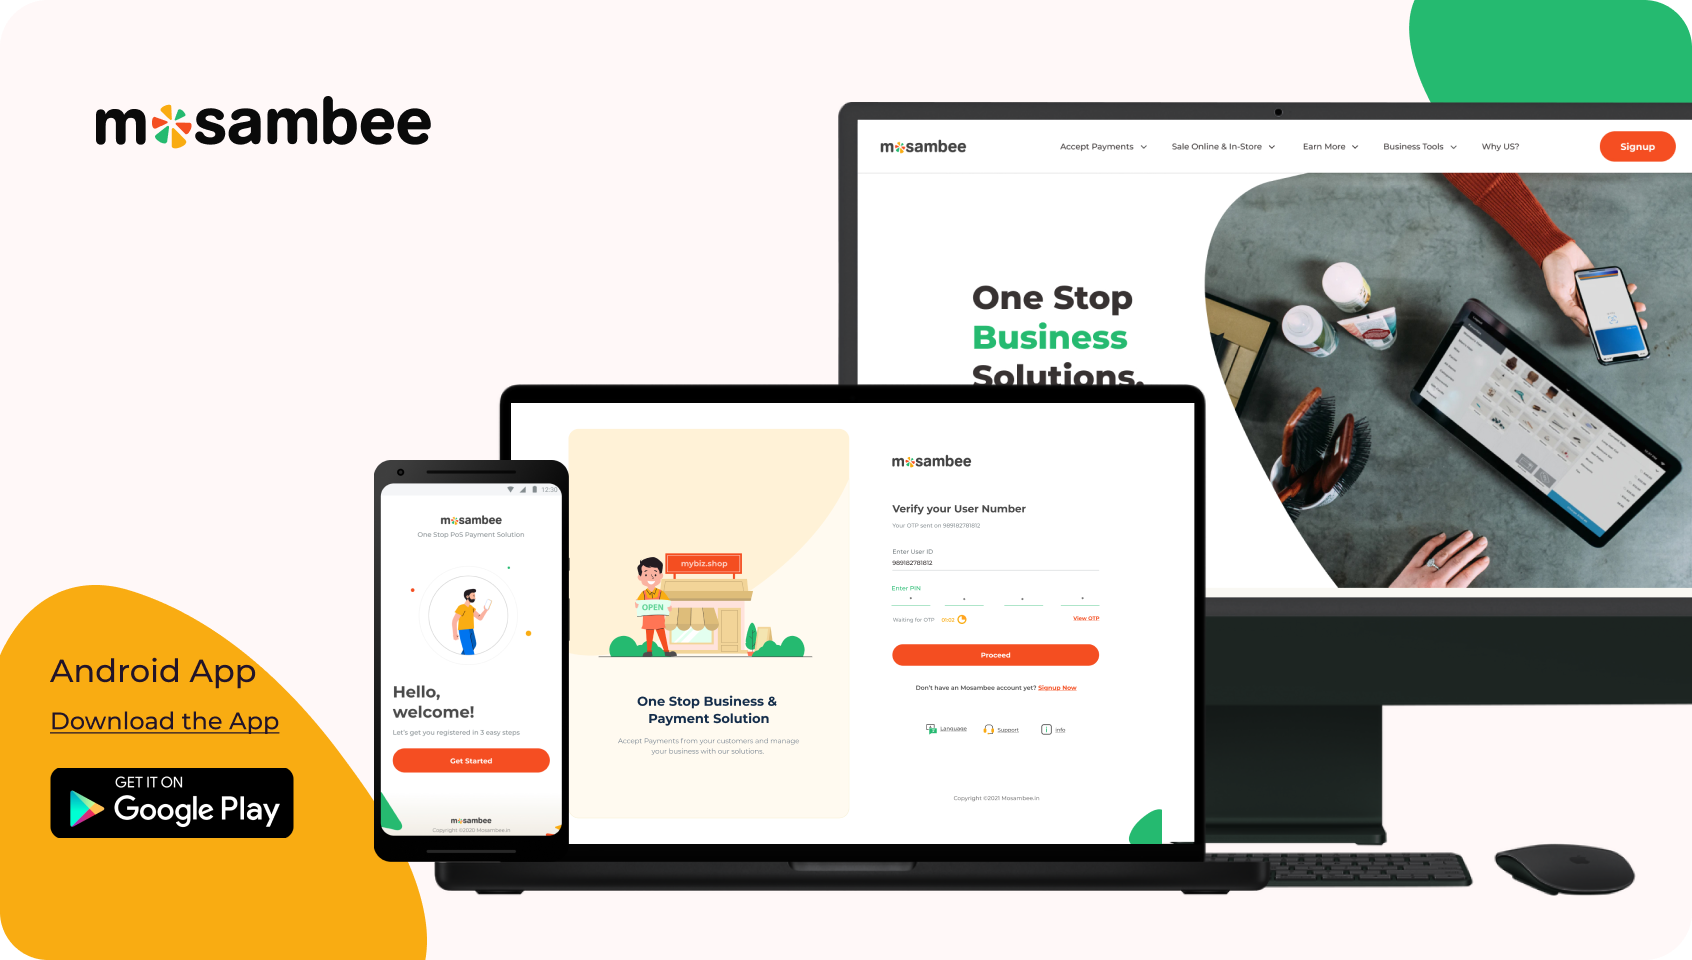 mosambee
mosambee
Accept Payments
Sale Online & In-Store
Earn More
Business Tools
Why US?
Signup
One Stop
Business
Solutions.
mosambee
Verify your User Number
Your OTP sent on 989182781812
Enter User ID
989182781812
Enter PIN
* * * *
Waiting for OTP 01:02
View OTP
Proceed
Don't have an Mosambee account yet? Signup Now
Language
Support
Info
Copyright ©2021 Mosambee.in
mybiz.shop
OPEN
One Stop Business &
Payment Solution
Accept Payments from your customers and manage
your business with our solutions.
12:30
mosambee
One Stop PoS Payment Solution
Hello,
welcome!
Let's get you registered in 3 easy steps
Get Started
mosambee
Copyright ©2020 Mosambee.in
Android App
Download the App
GET IT ON
Google Play